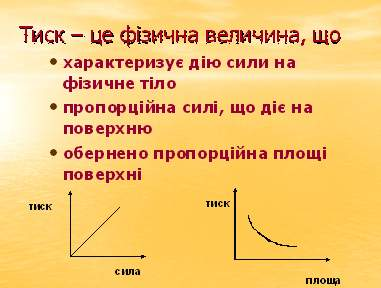 Тиск – це фізична величина, що
• характеризує дію сили на
фізичне тіло
• пропорційна силі, що діє на
поверхню
• обернено пропорційна площі
поверхні
тиск
сила
тиск
площа